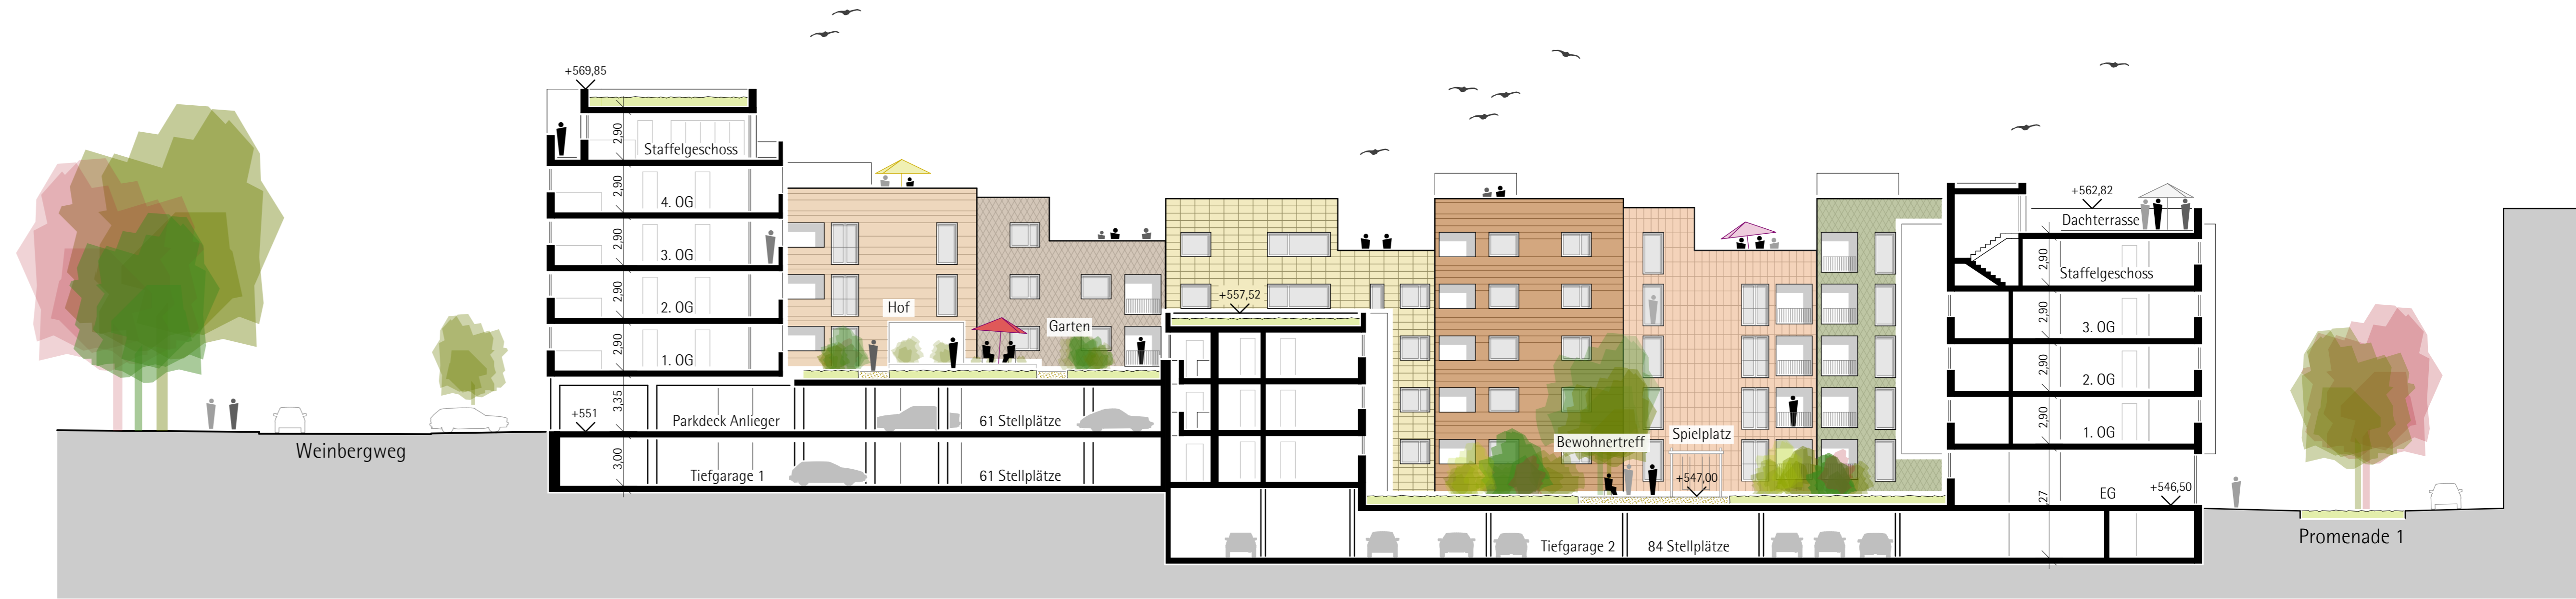 +569,85
2,90
Staffelgeschoss
2,90
4. OG
2,90
3. OG
2,90
2. OG
2,90
1. OG
+551
3,35
Parkdeck Anlieger
61 Stellplätze
3,00
Tiefgarage 1
61 Stellplätze
Weinbergweg
Hof
Garten
+557,52
Bewohnertreff
Spielplatz
+547,00
Tiefgarage 2
84 Stellplätze
+562,82
Dachterrasse
2,90
Staffelgeschoss
2,90
3. OG
2,90
2. OG
2,90
1. OG
27
EG
+546,50
Promenade 1